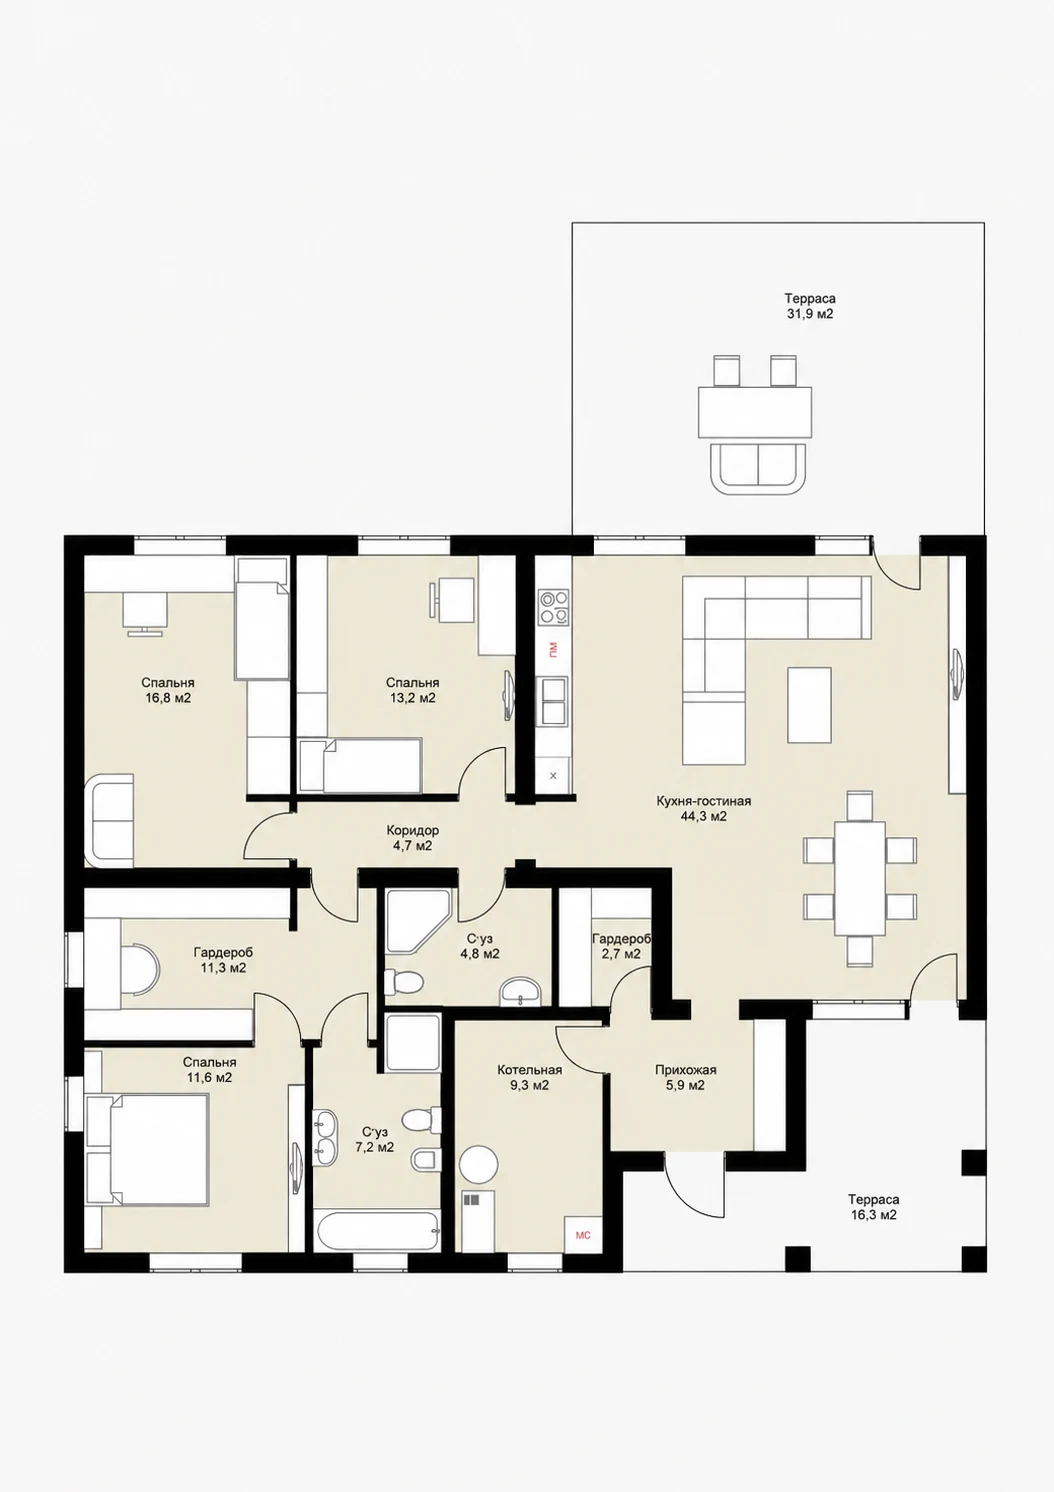 Терраса
31,9 м2
ПМ
Спальня
16,8 м2
Спальня
13,2 м2
X
Кухня-гостиная
44,3 м2
Коридор
4,7 м2
Гардероб
11,3 м2
С·уз
4,8 м2
Гардероб
2,7 м2
Спальня
11,6 м2
Котельная
9,3 м2
Прихожая
5,9 м2
С·уз
7,2 м2
Терраса
16,3 м2
МС